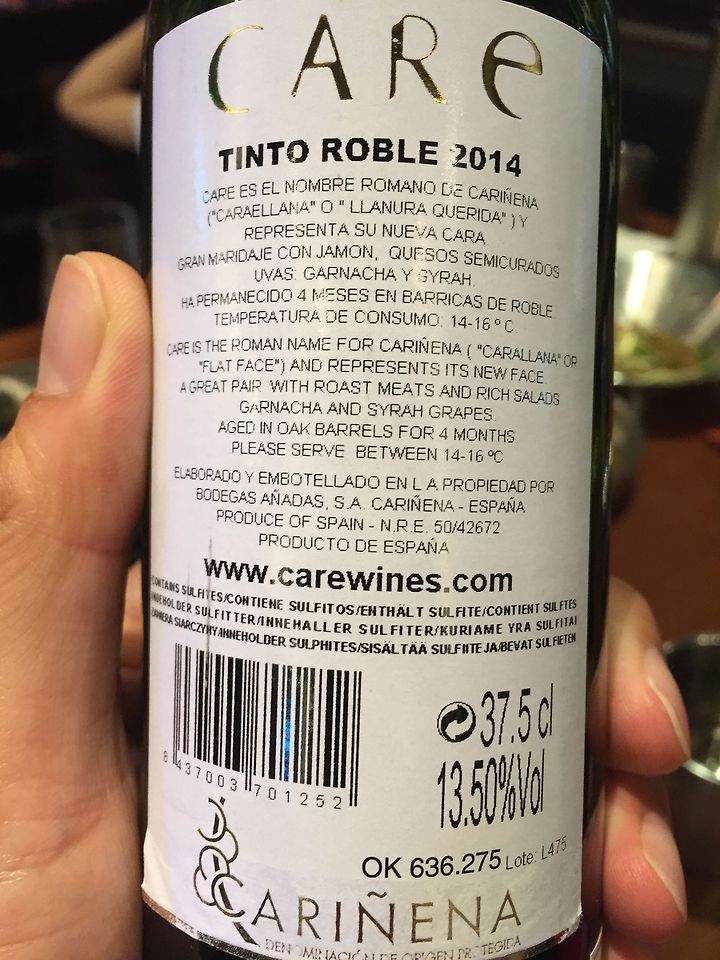 CARe
TINTO ROBLE 2014
CARE ES EL NOMBRE ROMANO DE CARIÑENA
("CARAELLANA" O " LLANURA QUERIDA" ) Y
REPRESENTA SU NUEVA CARA.
GRAN MARIDAJE CON JAMON, QUESOS SEMICURADOS
UVAS: GARNACHA Y SYRAH.
HA PERMANECIDO 4 MESES EN BARRICAS DE ROBLE
TEMPERATURA DE CONSUMO: 14-16 º C
CARE IS THE ROMAN NAME FOR CARIÑENA ( "CARALLANA" OR
"FLAT FACE") AND REPRESENTS ITS NEW FACE.
A GREAT PAIR WITH ROAST MEATS AND RICH SALADS
GARNACHA AND SYRAH GRAPES.
AGED IN OAK BARRELS FOR 4 MONTHS
PLEASE SERVE BETWEEN 14-16 ºC
ELABORADO Y EMBOTELLADO EN L A PROPIEDAD POR
BODEGAS AÑADAS, S.A. CARIÑENA - ESPAÑA
PRODUCE OF SPAIN - N.R.E. 50/42672
PRODUCTO DE ESPAÑA
www.carewines.com
CONTAINS SULFITES/CONTIENE SULFITOS/ENTHÄLT SULFITE/CONTIENT SULFTES
SULFITTER/INNEHALLER SULFITER/KURIAME YRA SULFITAI
SIARCZYNY/INNEHOLDER SULPHITES/SISÄLTÄÄ SULFIITEJA/BEVAT SULFIETEN
8 437003 701252
37.5 cl
13.50%Vol
OK 636.275 Lote: L475
CARIÑENA
DENOMINACIÓN DE ORIGEN PROTEGIDA